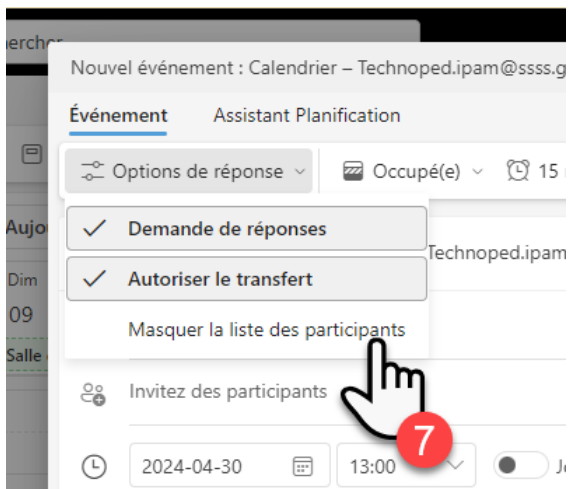 Nouvel événement : Calendrier – Technoped.ipam@ssss.g
Événement Assistant Planification
Options de réponse Occupé(e) 15
Aujo
Demande de réponses
Technoped.ipam
Dim
Autoriser le transfert
09
Masquer la liste des participants
Salle
Invitez des participants
7
2024-04-30 13:00